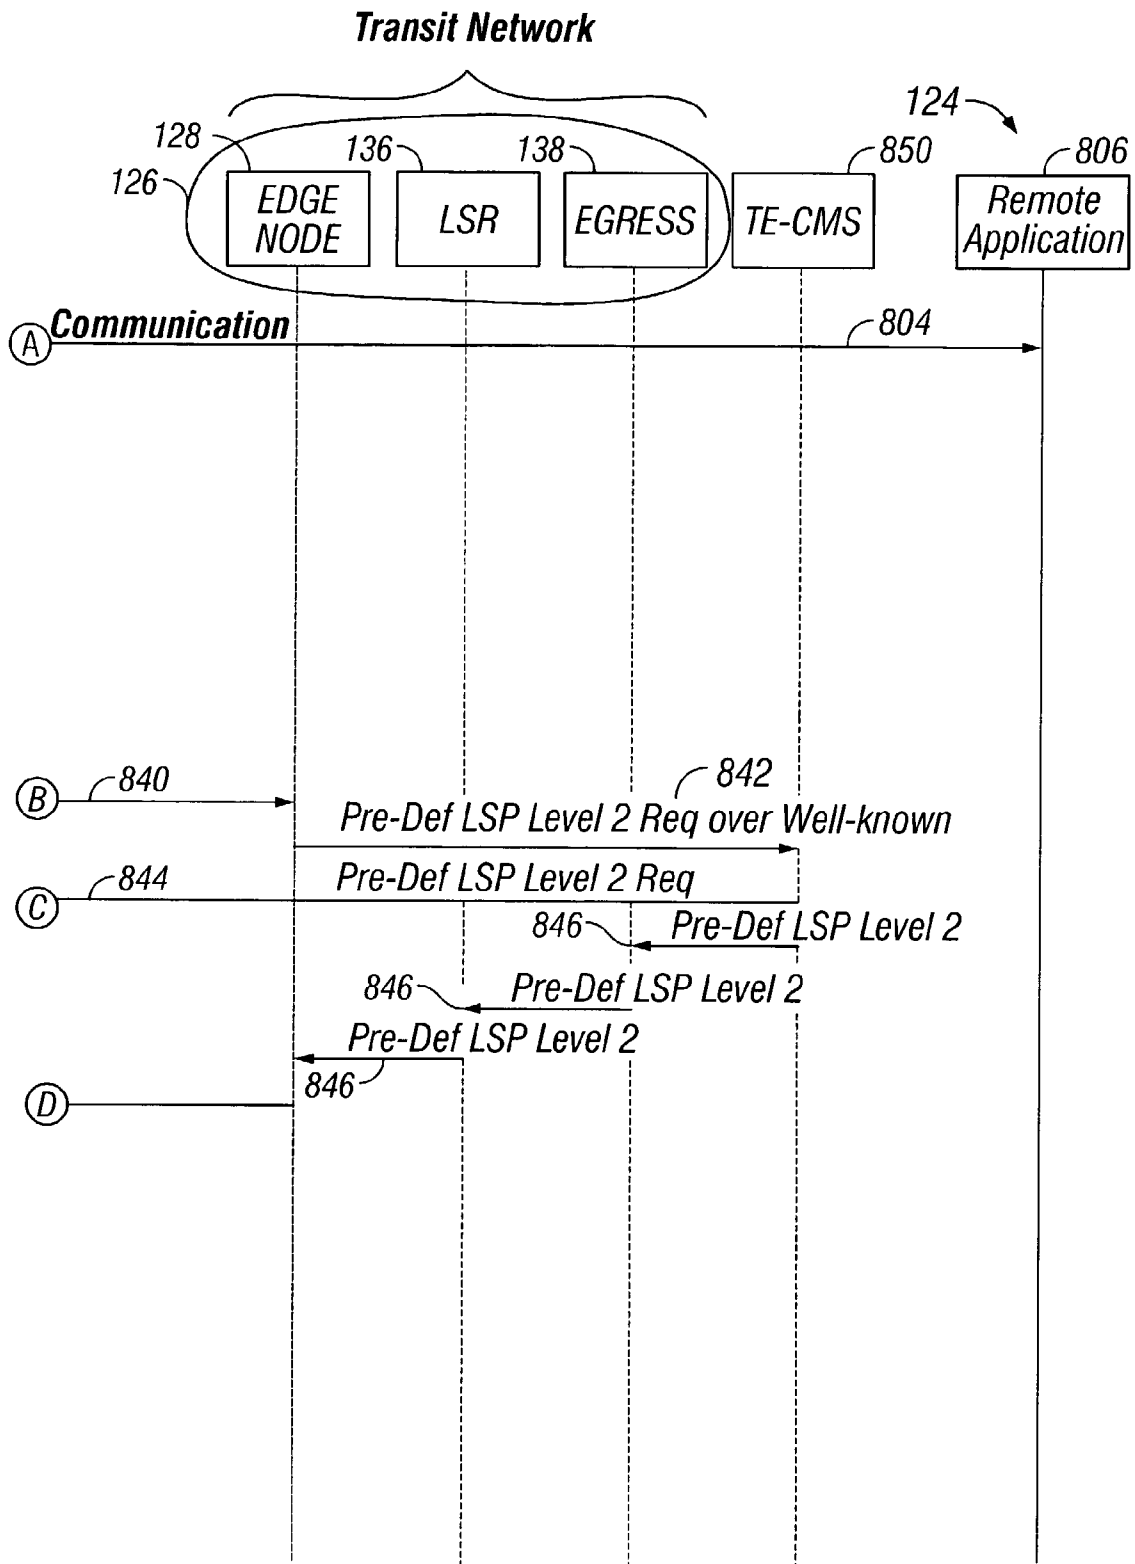 Transit Network
124
128
136
138
850
806
126
EDGE
NODE
LSR
EGRESS
TE-CMS
Remote
Application
Communication
804
A
842
840
B
Pre-Def LSP Level 2 Req over Well-known
844
Pre-Def LSP Level 2 Req
C
846
Pre-Def LSP Level 2
846
Pre-Def LSP Level 2
Pre-Def LSP Level 2
846
D